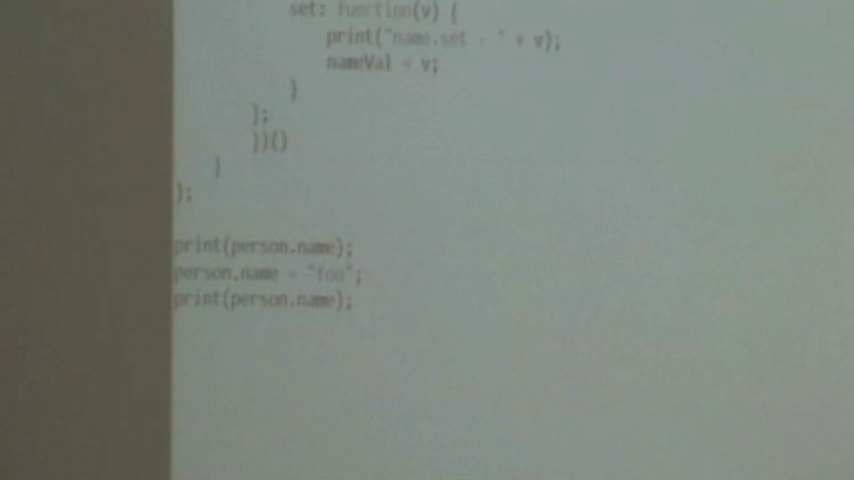 set: function(v) {
print("name.set - " + v);
nameVal = v;
}
};
})()
}
);
print(person.name);
person.name = "foo";
print(person.name);